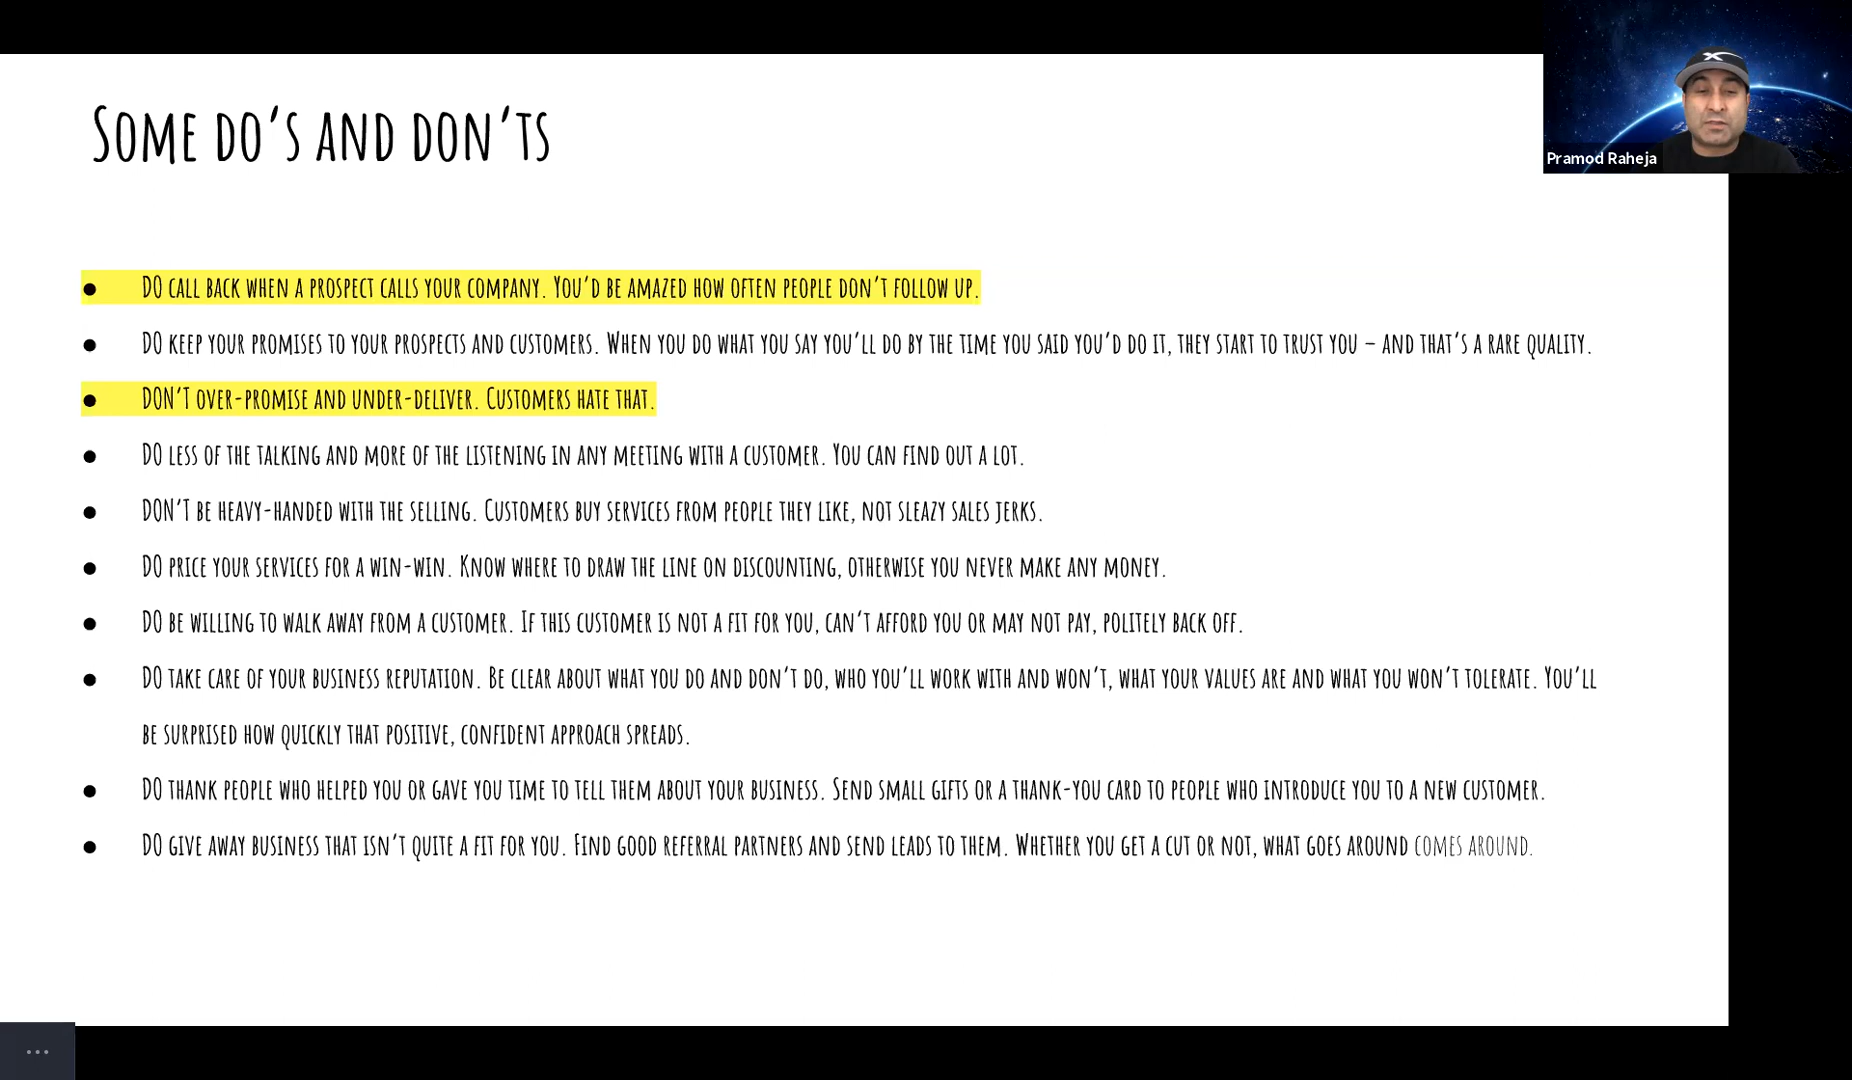 Some do's and don'ts
Pramod Raheja
● DO call back when a prospect calls your company. You'd be amazed how often people don't follow up.
● DO keep your promises to your prospects and customers. When you do what you say you'll do by the time you said you'd do it, they start to trust you – and that's a rare quality.
● DON'T over-promise and under-deliver. Customers hate that.
● DO less of the talking and more of the listening in any meeting with a customer. You can find out a lot.
● DON'T be heavy-handed with the selling. Customers buy services from people they like, not sleazy sales jerks.
● DO price your services for a win-win. Know where to draw the line on discounting, otherwise you never make any money.
● DO be willing to walk away from a customer. If this customer is not a fit for you, can't afford you or may not pay, politely back off.
● DO take care of your business reputation. Be clear about what you do and don't do, who you'll work with and won't, what your values are and what you won't tolerate. You'll
be surprised how quickly that positive, confident approach spreads.
● DO thank people who helped you or gave you time to tell them about your business. Send small gifts or a thank-you card to people who introduce you to a new customer.
● DO give away business that isn't quite a fit for you. Find good referral partners and send leads to them. Whether you get a cut or not, what goes around comes around.